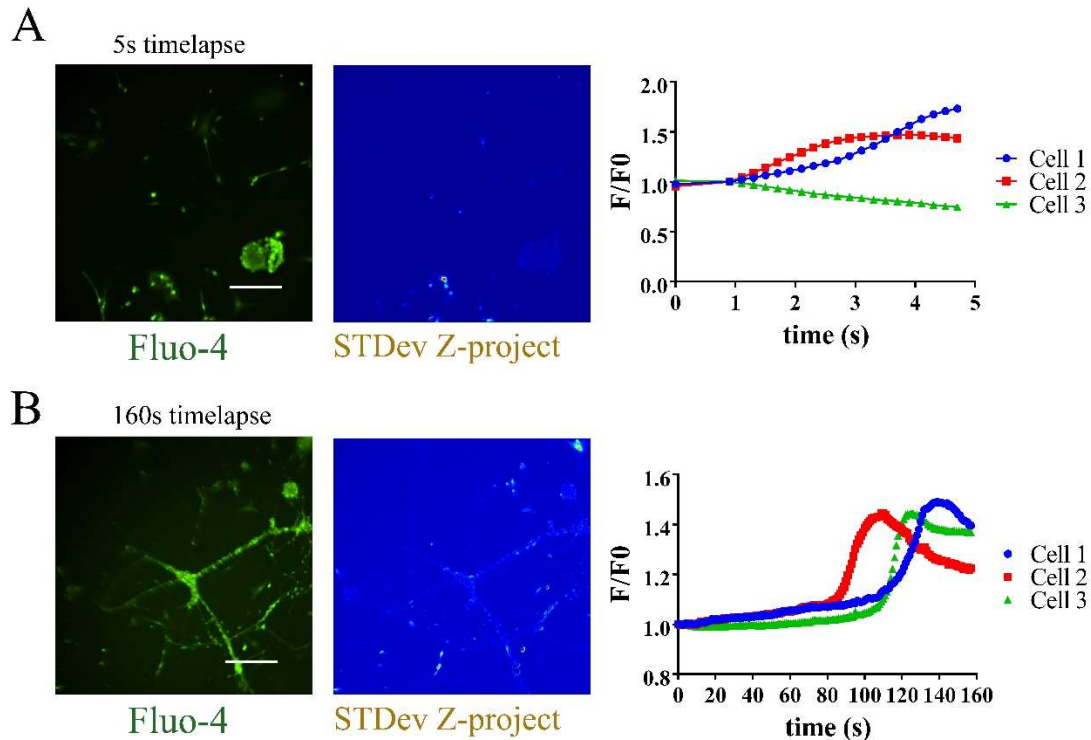 A
5s timelapse
Fluo-4
STDev Z-project
2.0
1.5
1.0
0.5
0.0
F/F0
0 1 2 3 4 5
time (s)
Cell 1
Cell 2
Cell 3
B
160s timelapse
Fluo-4
STDev Z-project
1.6
1.4
1.2
1.0
0.8
F/F0
0 20 40 60 80 100 120 140 160
time (s)
Cell 1
Cell 2
Cell 3